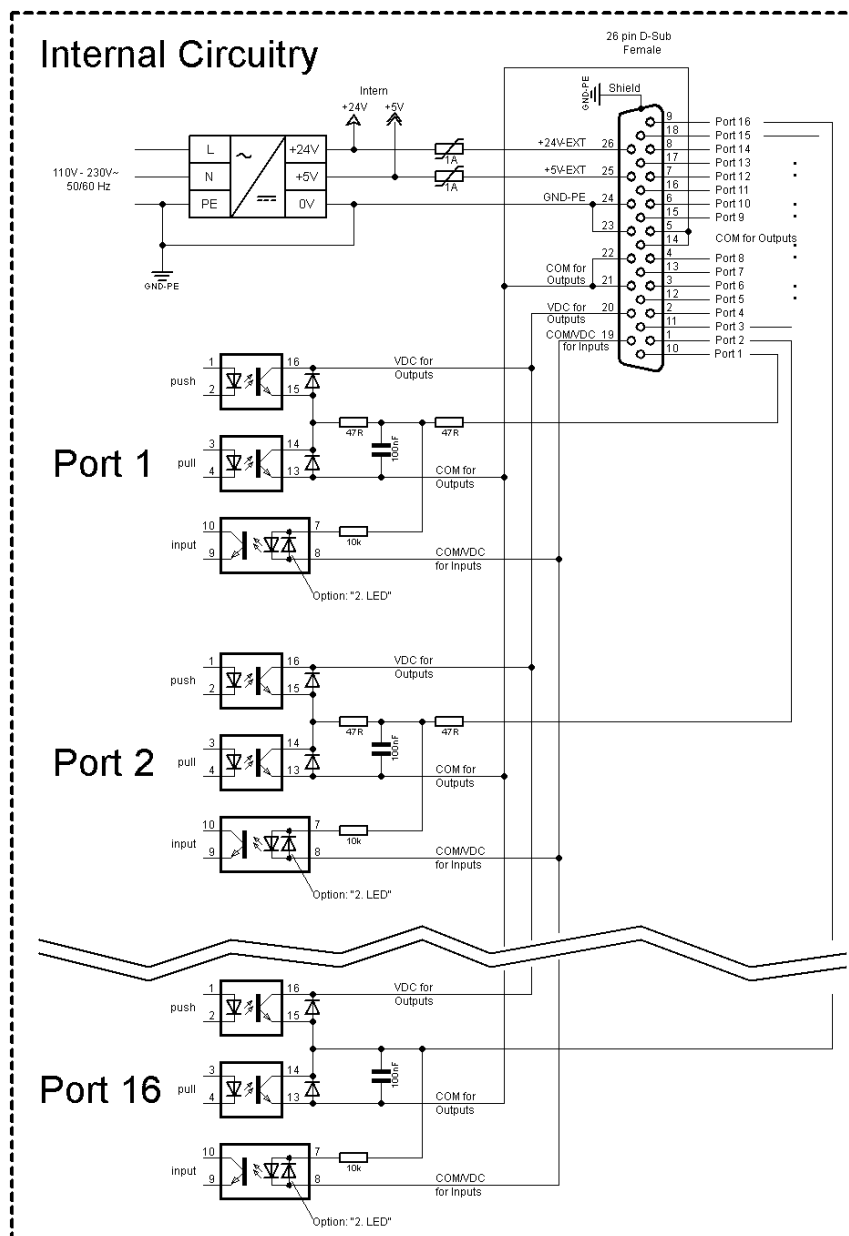 Internal Circuitry
26 pin D-Sub
Female
Shield
GND-PE
Intern
+24V
+5V
110V - 230V~
50/60 Hz
L
N
PE
~
+24V
+5V
0V
1A
1A
GND-PE
+24V-EXT 26
+5V-EXT 25
GND-PE 24
23
22
COM for
Outputs 21
VDC for
Outputs 20
COM/VDC 19
for Inputs
9 Port 16
18 Port 15
8 Port 14
17 Port 13
7 Port 12
16 Port 11
6 Port 10
15 Port 9
5
14 COM for Outputs
4 Port 8
13 Port 7
3 Port 6
12 Port 5
2 Port 4
11 Port 3
1 Port 2
10 Port 1
Port 1
push
1
2
16
15
VDC for
Outputs
pull
3
4
14
13
47R
100nF
47R
COM for
Outputs
input
10
9
7
8
10k
COM/VDC
for Inputs
Option: "2. LED"
Port 2
push
1
2
16
15
VDC for
Outputs
pull
3
4
14
13
47R
100nF
47R
COM for
Outputs
input
10
9
7
8
10k
COM/VDC
for Inputs
Option: "2. LED"
Port 16
push
1
2
16
15
VDC for
Outputs
pull
3
4
14
13
100nF
COM for
Outputs
input
10
9
7
8
10k
COM/VDC
for Inputs
Option: "2. LED"